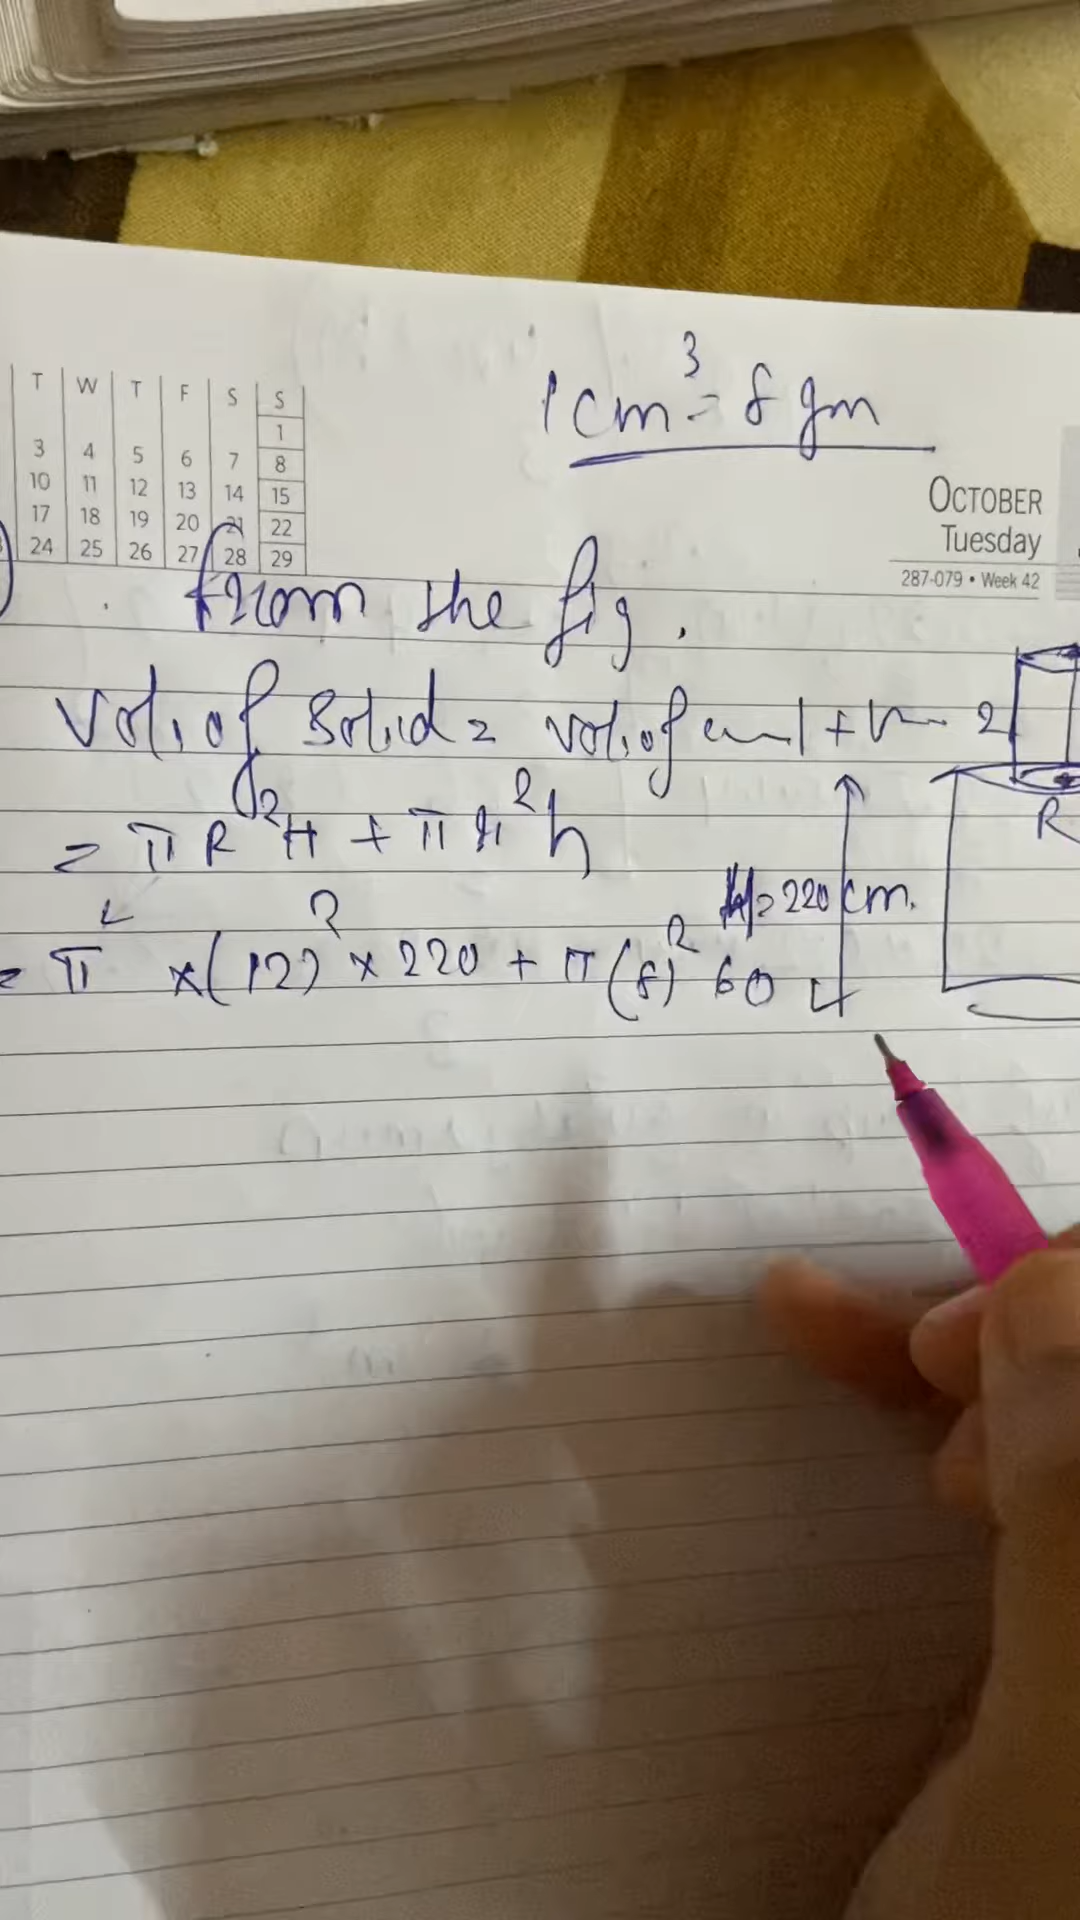 1cm³ = 8 gm
T W T F S S
1
3 4 5 6 7 8
10 11 12 13 14 15
17 18 19 20 21 22
24 25 26 27 28 29
OCTOBER
Tuesday
287-079 • Week 42
from the fig.
Vol. of Solid = vol. of cyl + 2
= π R² H + π r² h
R
H = 220 cm.
= π × (12)² × 220 + π (8)² 60